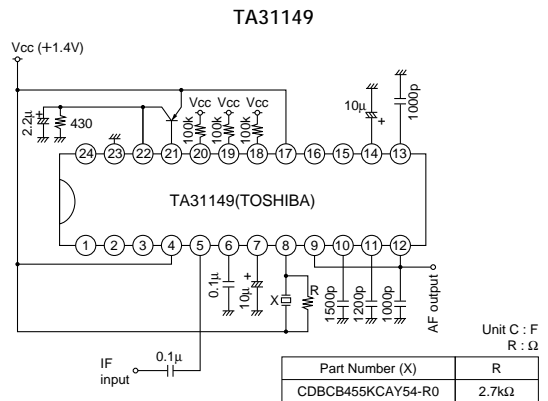 TA31149
Vcc (+1.4V)
2.2μ
+
430
Vcc Vcc Vcc
100k 100k 100k
10μ
+
1000p
24 23 22 21 20 19 18 17 16 15 14 13
TA31149(TOSHIBA)
1 2 3 4 5 6 7 8 9 10 11 12
0.1μ
10μ
+
X
R
1500p
1200p
1000p
AF output
IF
input
0.1μ
Unit C : F
R : Ω
Part Number (X) R
CDBCB455KCAY54-R0 2.7kΩ